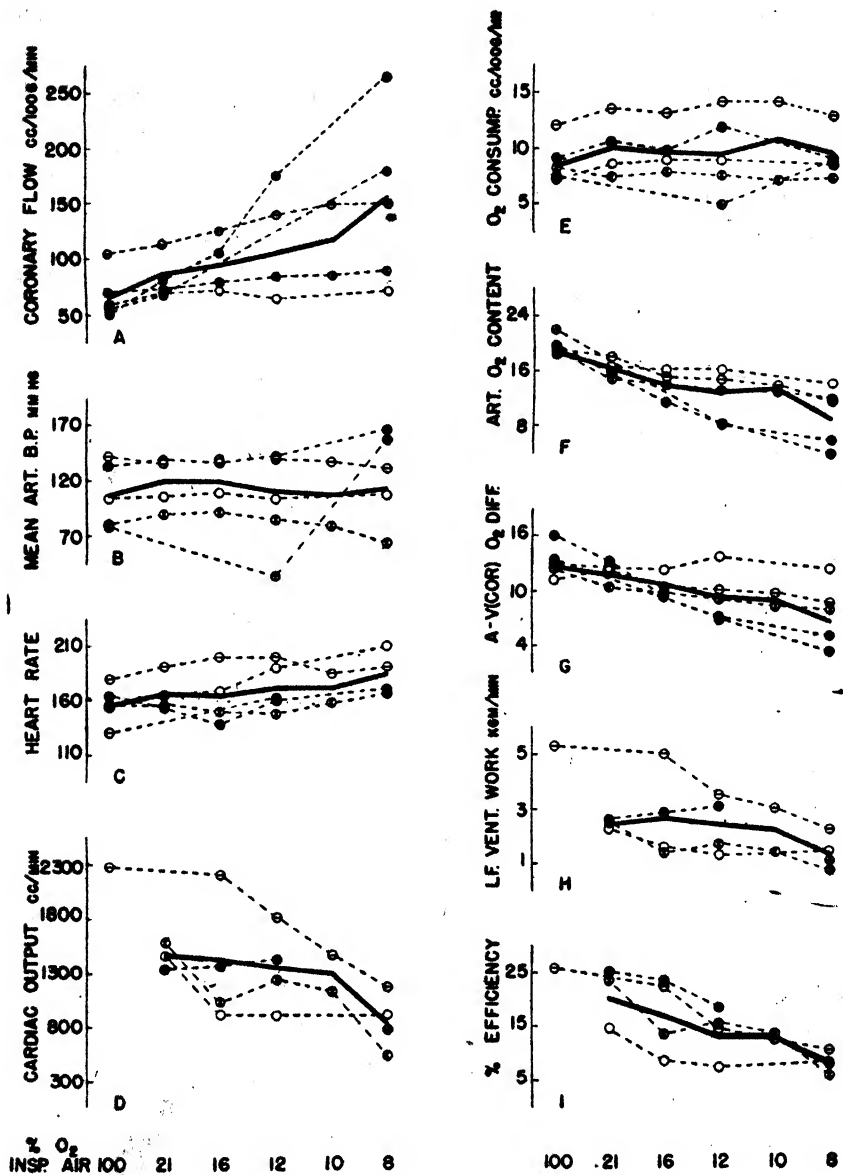 CORONARY FLOW CC/100G/MIN
250
200
150
100
50
A
MEAN ART. B.P. MM HG
170
120
70
B
HEART RATE
210
160
110
C
CARDIAC OUTPUT CC/MIN
2300
1800
1300
800
300
D
O2 CONSUMP. CC/100G/MIN
15
10
5
E
ART. O2 CONTENT
24
16
8
F
A-V(COR) O2 DIFF.
16
10
4
G
LF. VENT. WORK KGM/MIN
5
3
1
H
% EFFICIENCY
25
15
5
I
% O2
INSP. AIR 100 21 16 12 10 8
100 21 16 12 10 8